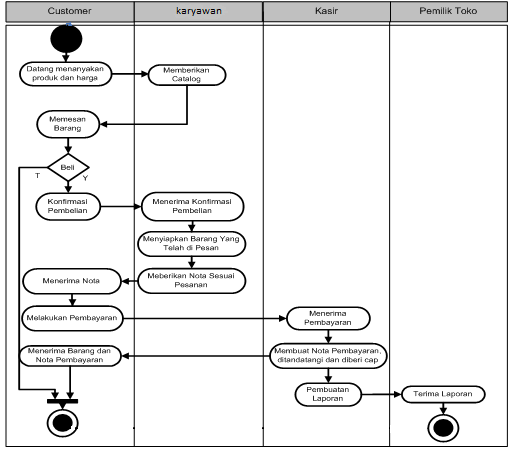 Customer karyawan Kasir Pemilik Toko
Datang menanyakan
produk dan harga
Memberikan
Catalog
Memesan
Barang
Beli
T
Y
Konfirmasi
Pembelian
Menerima Konfirmasi
Pembelian
Menyiapkan Barang Yang
Telah di Pesan
Meberikan Nota Sesuai
Pesanan
Menerima Nota
Melakukan Pembayaran
Menerima
Pembayaran
Membuat Nota Pembayaran,
ditandatangi dan diberi cap
Menerima Barang dan
Nota Pembayaran
Pembuatan
Laporan
Terima Laporan